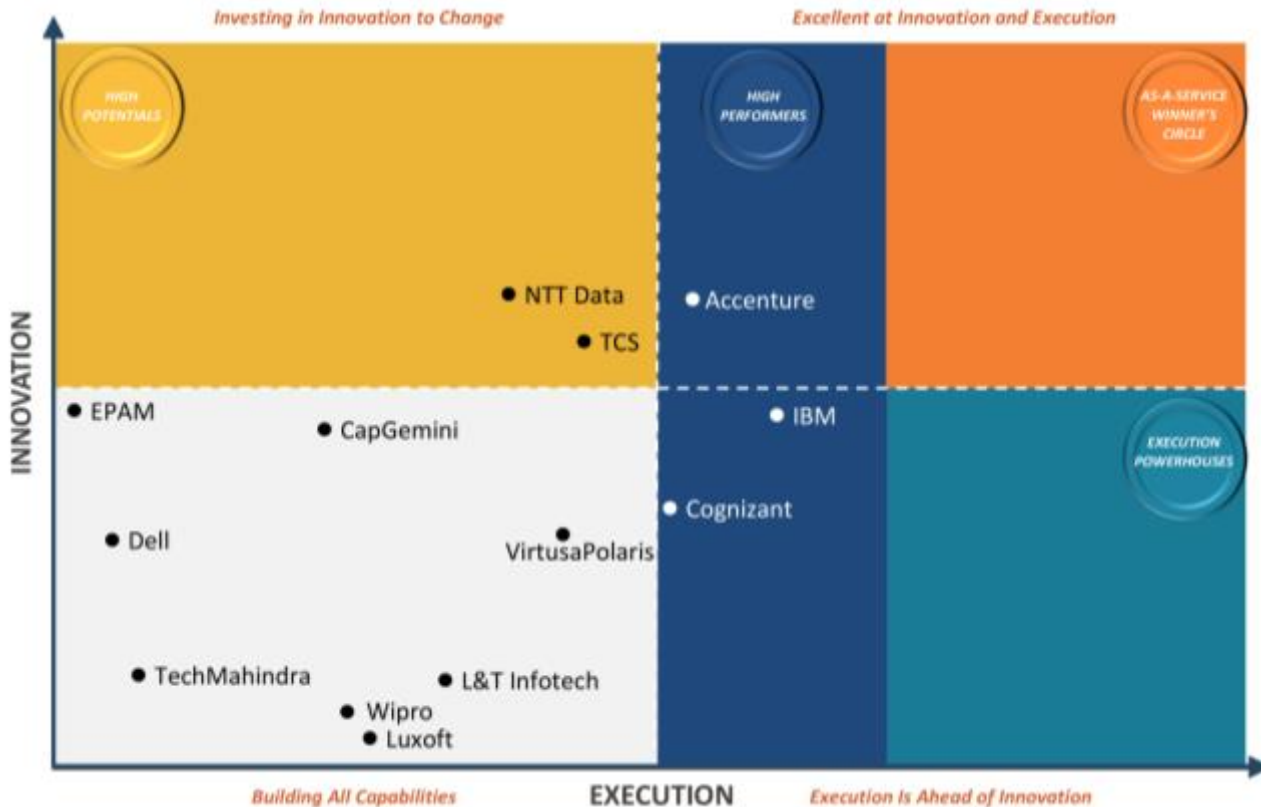 Investing in Innovation to Change
Excellent at Innovation and Execution
HIGH
POTENTIALS
HIGH
PERFORMERS
AS-A-SERVICE
WINNER'S
CIRCLE
NTT Data
Accenture
TCS
INNOVATION
EPAM
CapGemini
IBM
EXECUTION
POWERHOUSES
Cognizant
Dell
VirtusaPolaris
TechMahindra
L&T Infotech
Wipro
Luxoft
Building All Capabilities
EXECUTION
Execution Is Ahead of Innovation